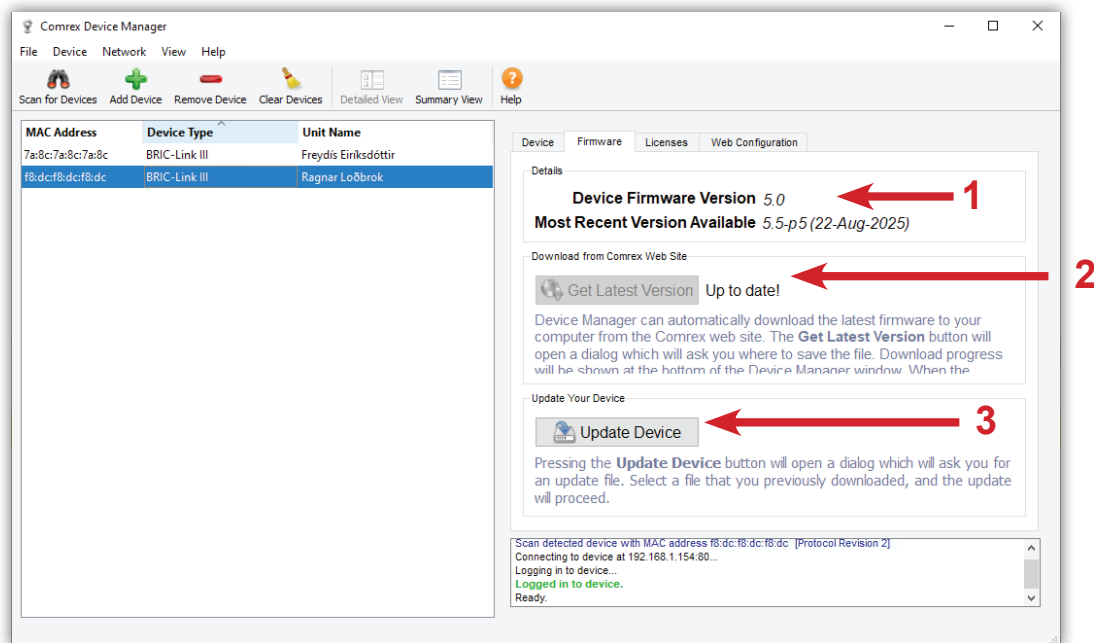 Comrex Device Manager
File Device Network View Help
Scan for Devices Add Device Remove Device Clear Devices Detailed View Summary View Help
MAC Address Device Type Unit Name
7a:8c:7a:8c:7a:8c BRIC-Link III Freydís Eiríksdóttir
f8:dc:f8:dc:f8:dc BRIC-Link III Ragnar Loðbrok
Device Firmware Licenses Web Configuration
Details
Device Firmware Version 5.0
1
Most Recent Version Available 5.5-p5 (22-Aug-2025)
Download from Comrex Web Site
2
Get Latest Version Up to date!
Device Manager can automatically download the latest firmware to your
computer from the Comrex web site. The Get Latest Version button will
open a dialog which will ask you where to save the file. Download progress
will be shown at the bottom of the Device Manager window. When the
Update Your Device
3
Update Device
Pressing the Update Device button will open a dialog which will ask you for
an update file. Select a file that you previously downloaded, and the update
will proceed.
Scan detected device with MAC address f8:dc:f8:dc:f8:dc [Protocol Revision 2]
Connecting to device at 192.168.1.154:80...
Logging in to device...
Logged in to device.
Ready.